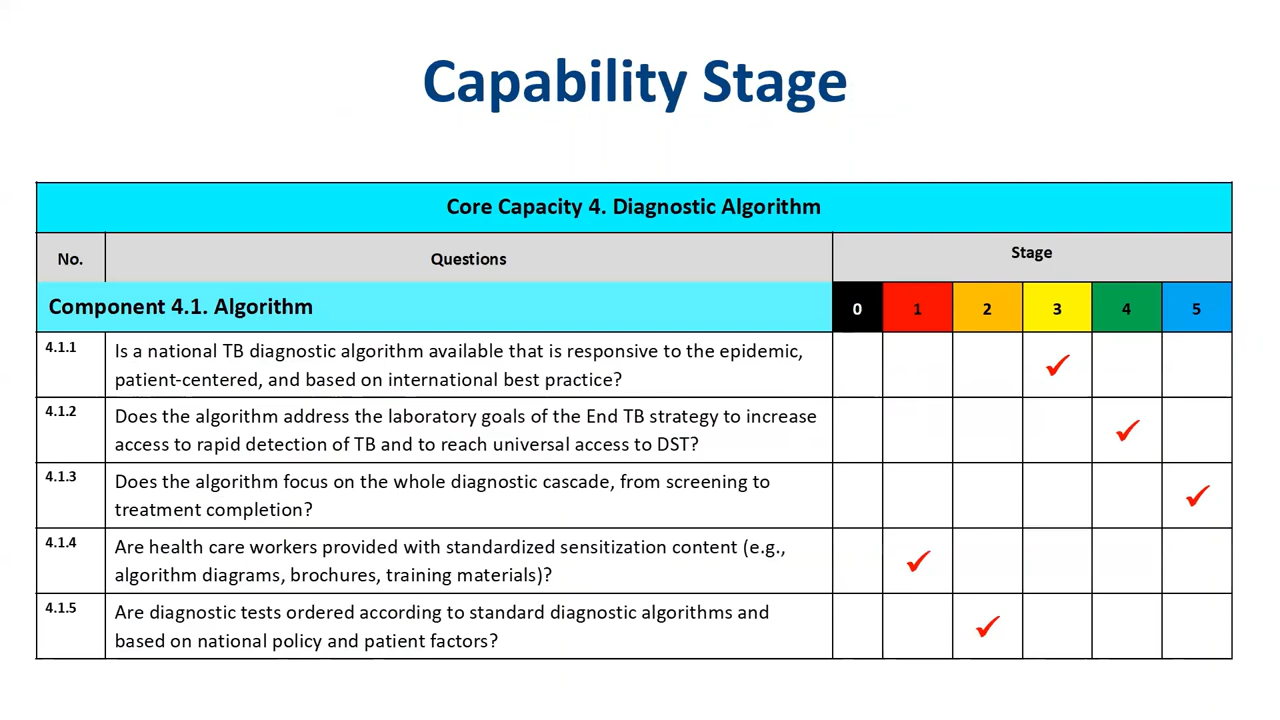 Capability Stage
Core Capacity 4. Diagnostic Algorithm
No.
Questions
Stage
Component 4.1. Algorithm
0
1
2
3
4
5
4.1.1
Is a national TB diagnostic algorithm available that is responsive to the epidemic,
patient-centered, and based on international best practice?
✓
4.1.2
Does the algorithm address the laboratory goals of the End TB strategy to increase
access to rapid detection of TB and to reach universal access to DST?
✓
4.1.3
Does the algorithm focus on the whole diagnostic cascade, from screening to
treatment completion?
✓
4.1.4
Are health care workers provided with standardized sensitization content (e.g.,
algorithm diagrams, brochures, training materials)?
✓
4.1.5
Are diagnostic tests ordered according to standard diagnostic algorithms and
based on national policy and patient factors?
✓